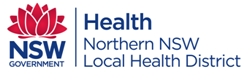 NSW
GOVERNMENT
Health
Northern NSW
Local Health District